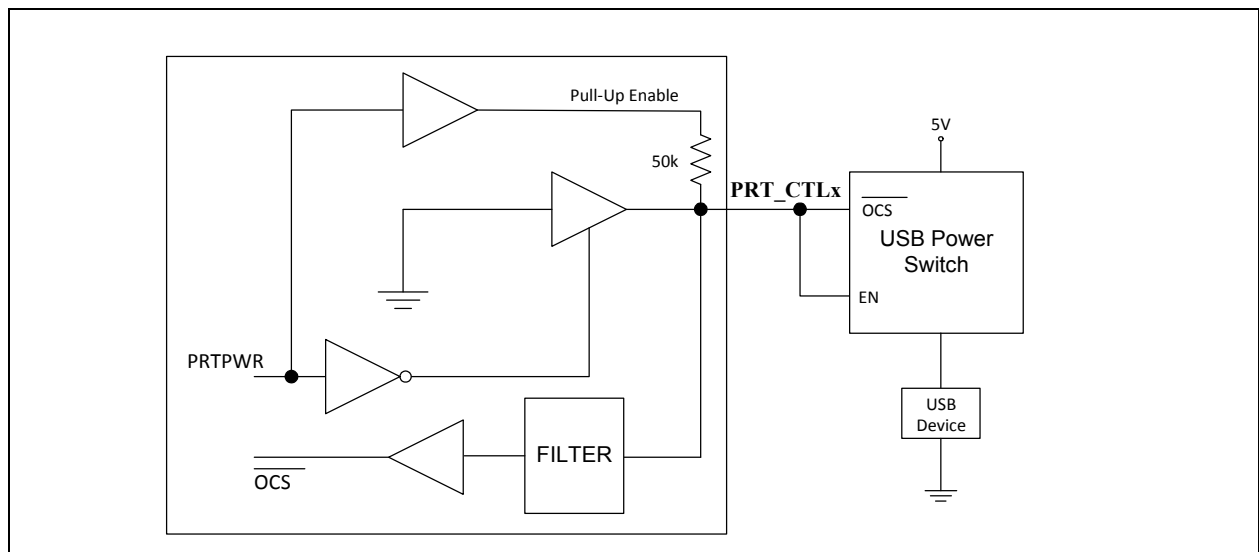 Pull-Up Enable
5V
50k
PRT_CTLx
OCS
USB Power
Switch
EN
PRTPWR
USB
Device
FILTER
OCS